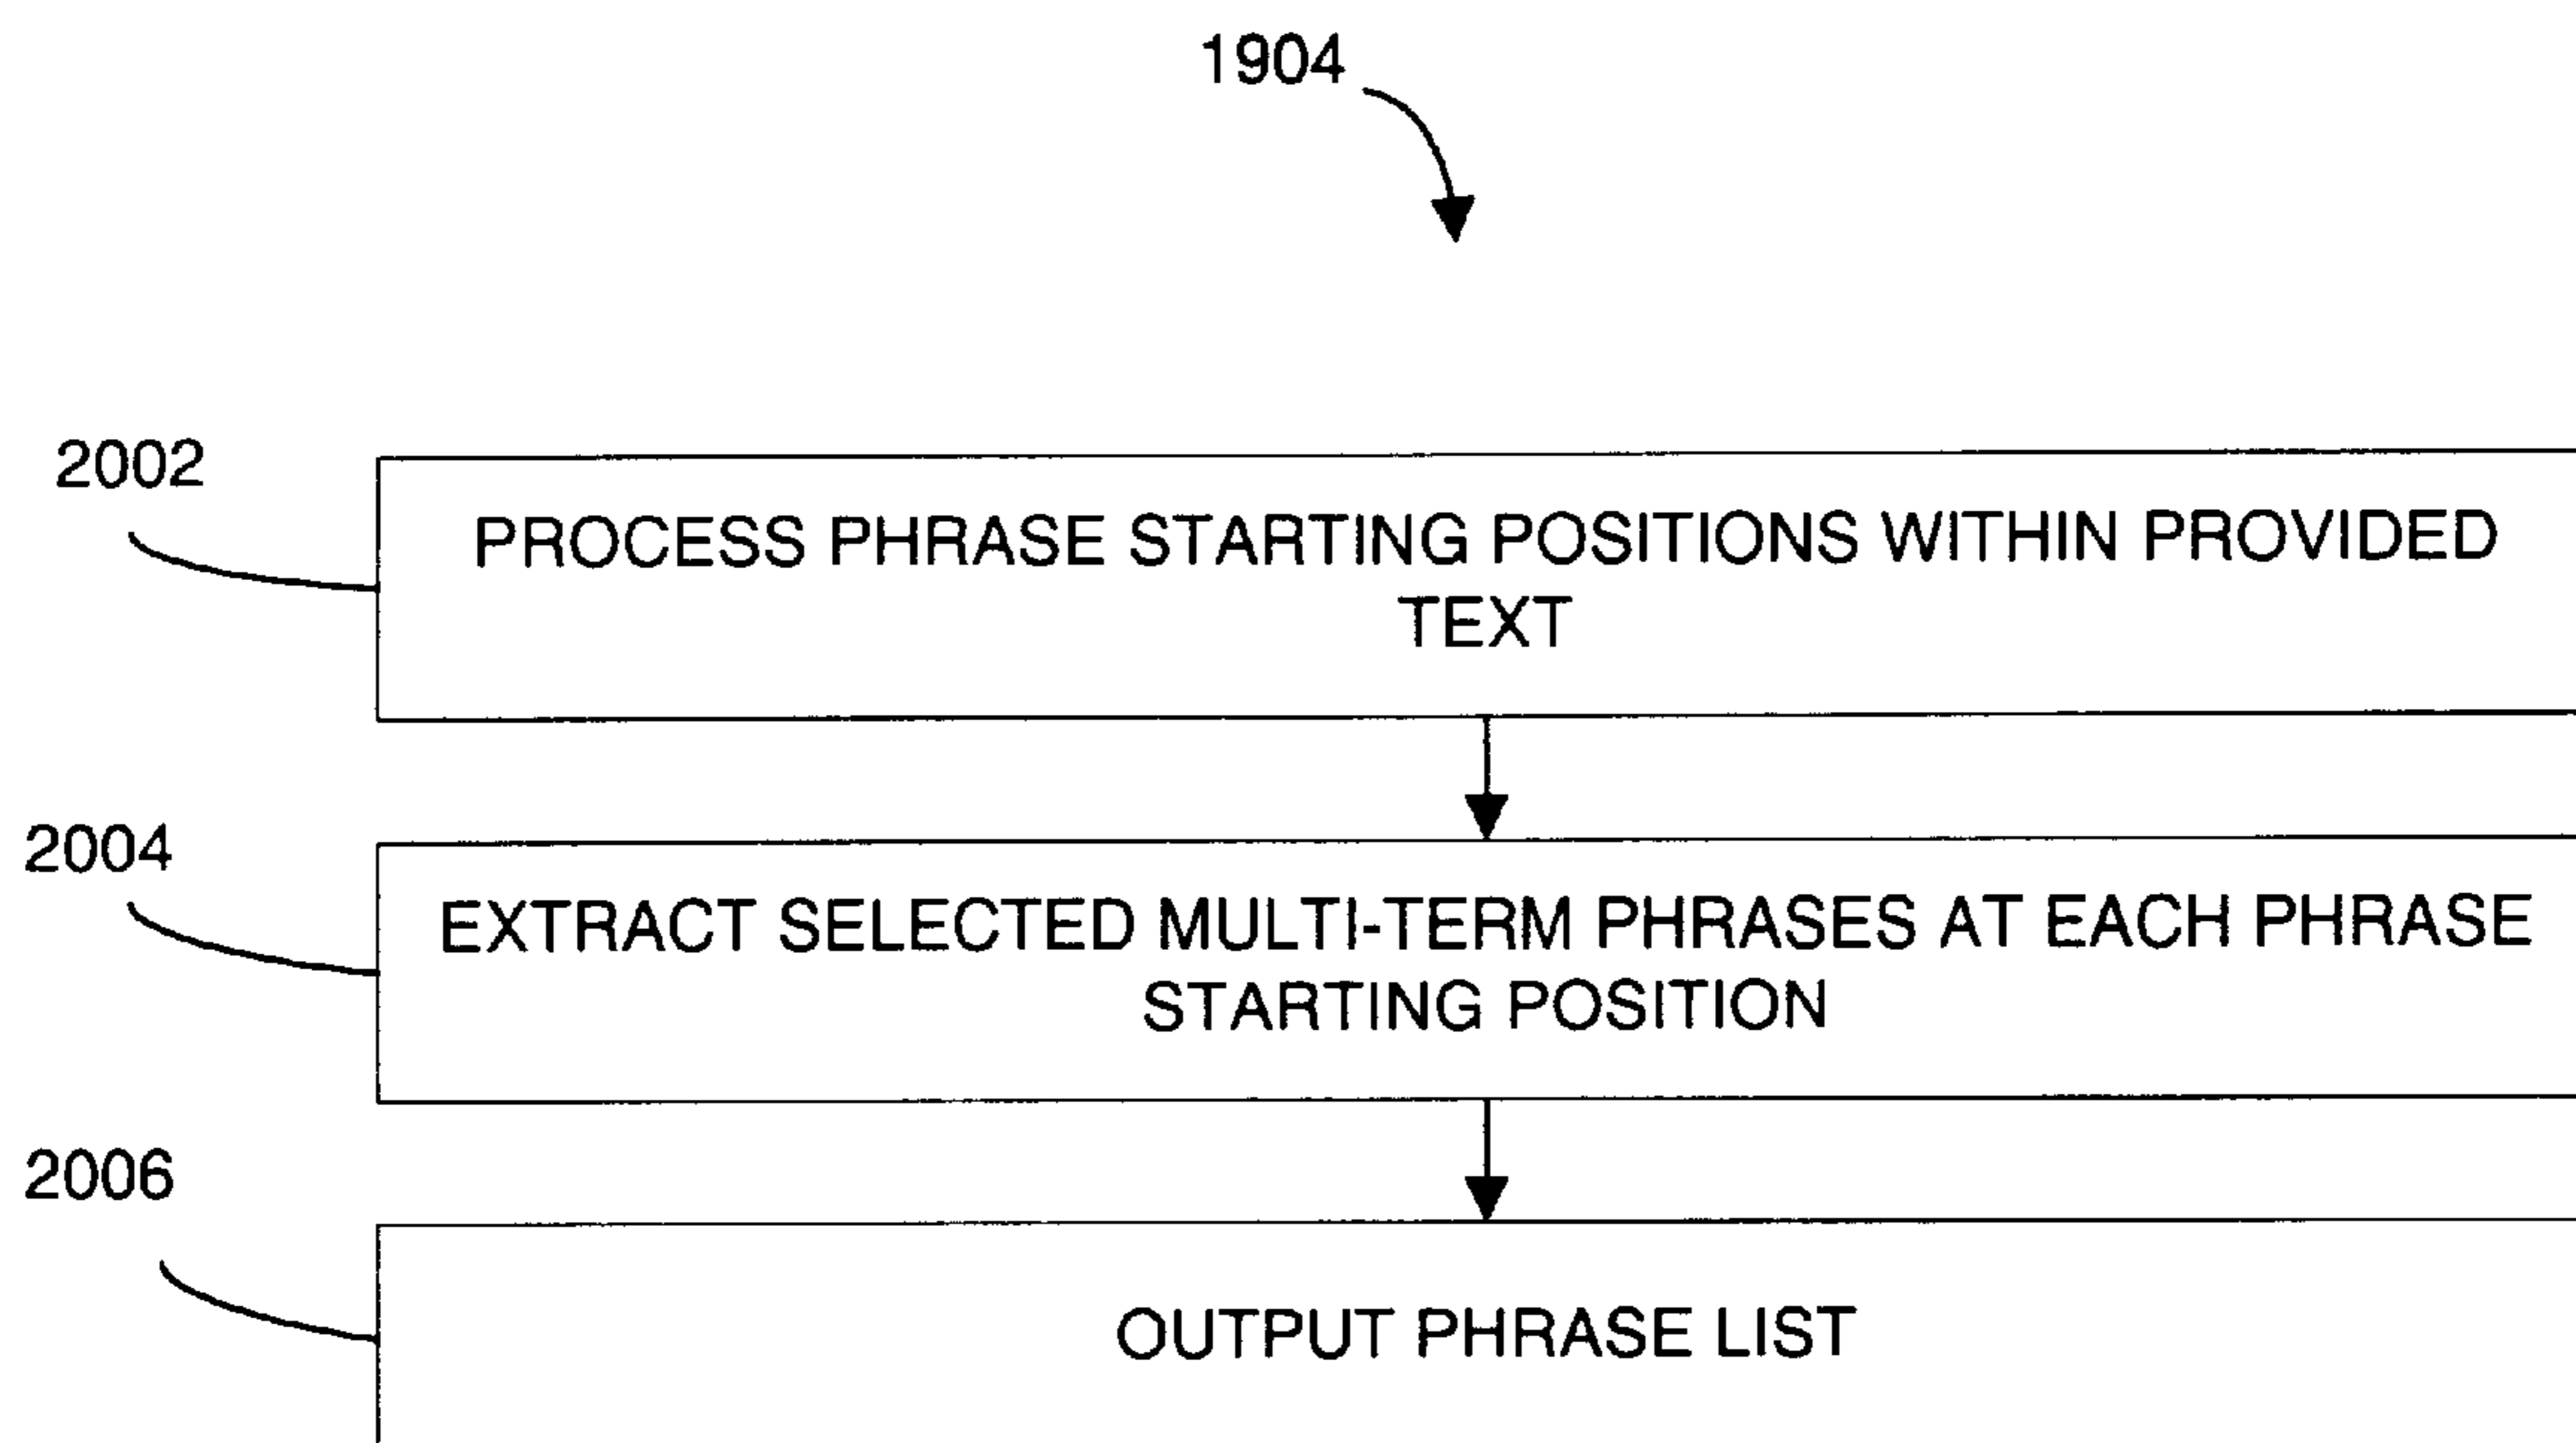 1904
2002
PROCESS PHRASE STARTING POSITIONS WITHIN PROVIDED
TEXT
2004
EXTRACT SELECTED MULTI-TERM PHRASES AT EACH PHRASE
STARTING POSITION
2006
OUTPUT PHRASE LIST